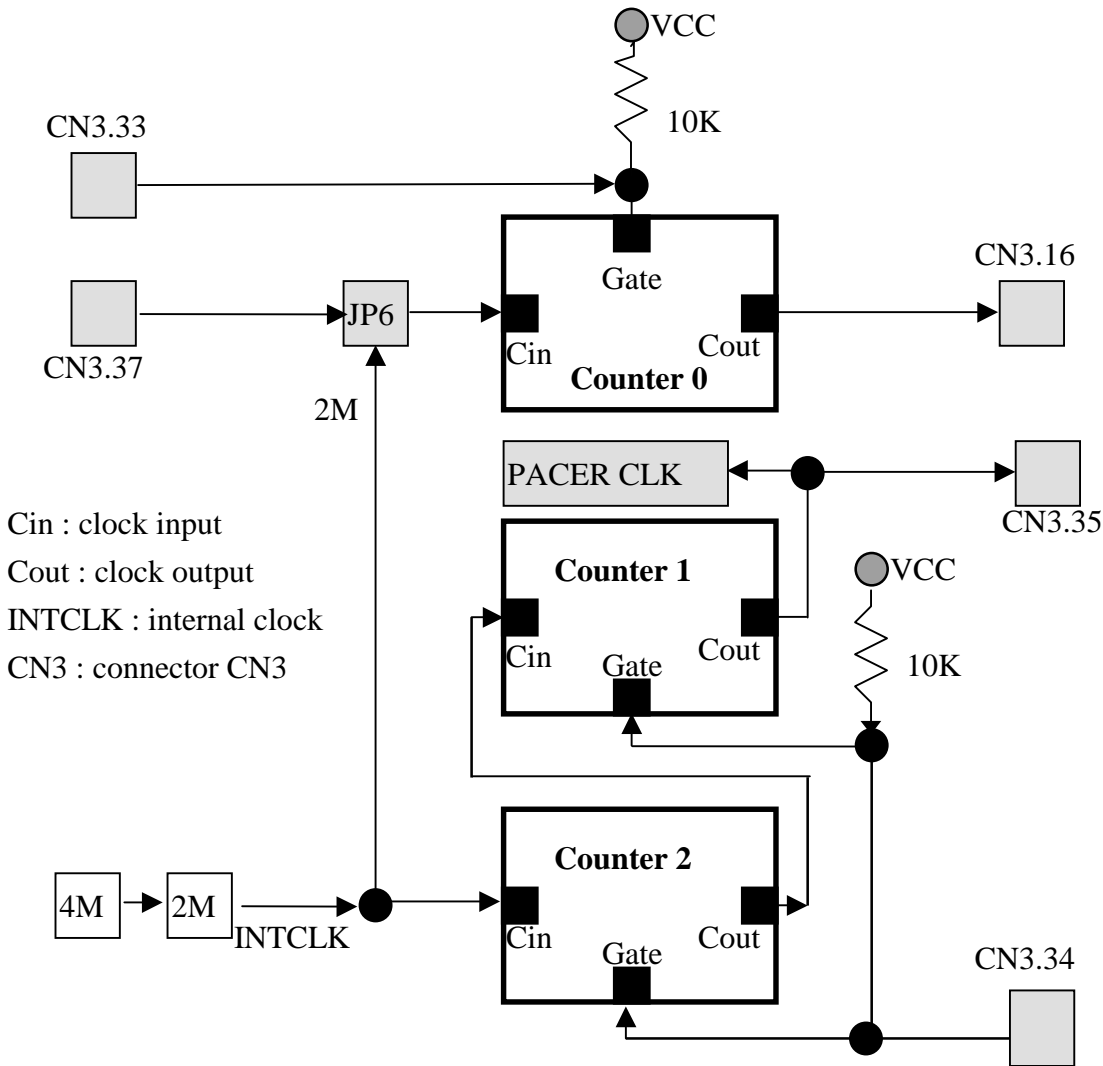 VCC
10K
CN3.33
Gate
CN3.16
JP6
Cin
Cout
CN3.37
Counter 0
2M
PACER CLK
CN3.35
Cin : clock input
Cout : clock output
INTCLK : internal clock
CN3 : connector CN3
Counter 1
VCC
Cin
Gate
Cout
10K
Counter 2
4M
2M
INTCLK
Cin
Gate
Cout
CN3.34